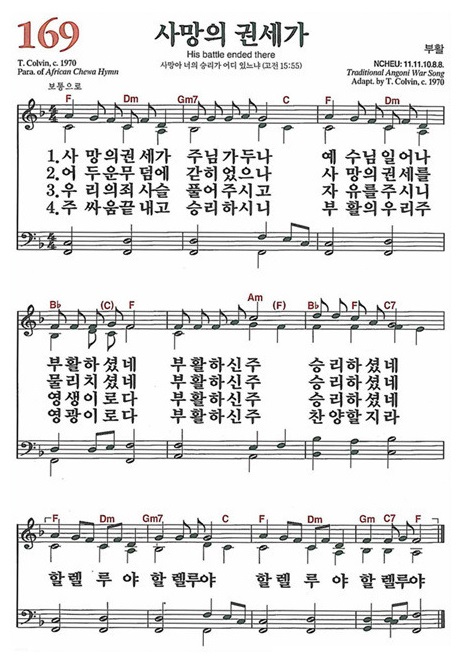 169
사망의 권세가
His battle ended there
사망아 너의 승리가 어디 있느냐 (고전 15:55)
부활
T. Colvin, c. 1970
Para. of African Chewa Hymn
NCHEU: 11.11.10.8.8.
Traditional Angoni War Song
Adapt. by T. Colvin, c. 1970
보통으로
F Dm Gm7 C F Dm
1.사 망의권세가 주님가두나 예 수님일어나
2.어 두운무덤에 갇히었으나 사 망의권세를
3.우 리의죄사슬 풀어주시고 자 유를주시니
4.주 싸움끝내고 승리하시니 부 활의우리주
B♭ (C) F Am (F) B♭ F C7
부활하셨네 부활하신주 승리하셨네
물리치셨네 부활하신주 승리하셨네
영생이로다 부활하신주 승리하셨네
영광이로다 부활하신주 찬양할지라
F Dm Gm7 C F Dm Gm C7 F
할렐 루 야 할렐루야 할렐 루 야 할렐루야